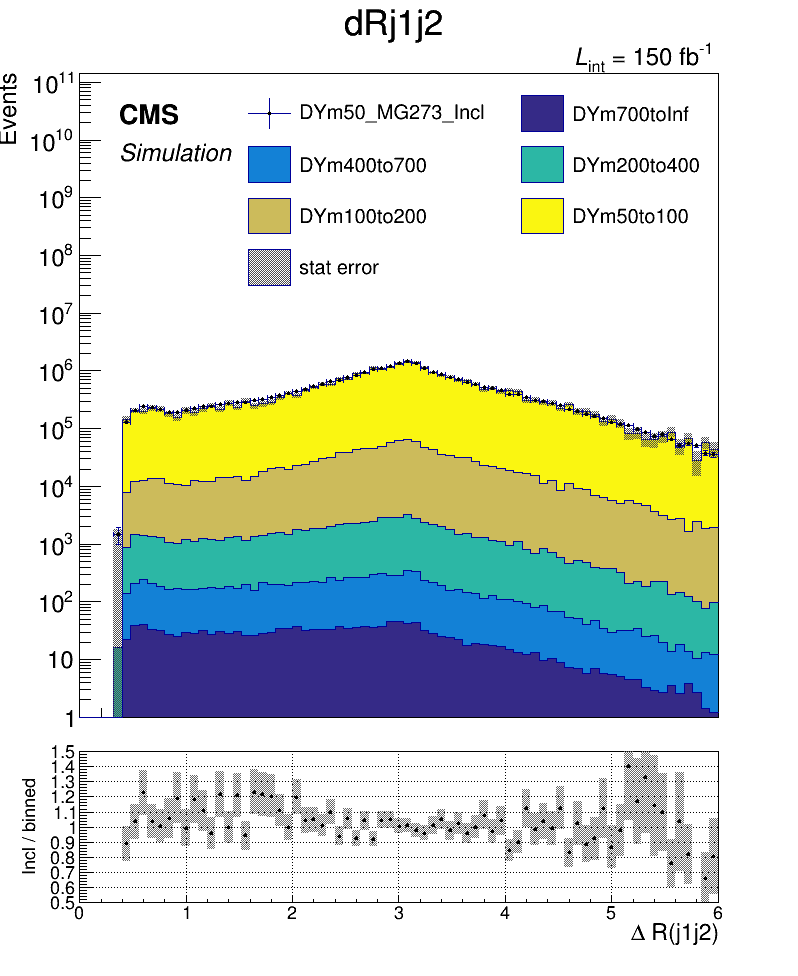 dRj1j2
L_int = 150 fb^-1
Events
CMS
Simulation
DYm50_MG273_Incl
DYm700toInf
DYm400to700
DYm200to400
DYm100to200
DYm50to100
stat error
10^11
10^10
10^9
10^8
10^7
10^6
10^5
10^4
10^3
10^2
10
1
Incl / binned
1.5
1.4
1.3
1.2
1.1
1
0.9
0.8
0.7
0.6
0.5
0 1 2 3 4 5 6
Δ R(j1j2)